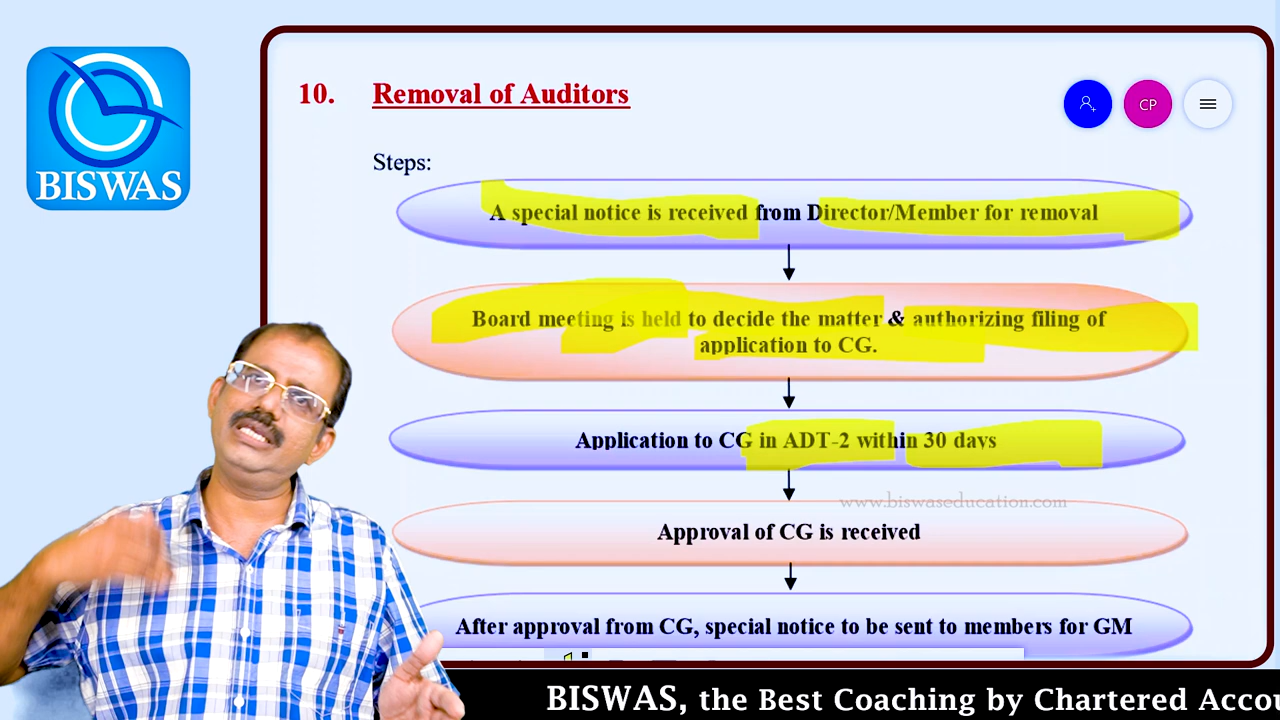 BISWAS
10. Removal of Auditors
CP
Steps:
A special notice is received from Director/Member for removal
Board meeting is held to decide the matter & authorizing filing of
application to CG.
Application to CG in ADT-2 within 30 days
www.biswaseducation.com
Approval of CG is received
After approval from CG, special notice to be sent to members for GM
BISWAS, the Best Coaching by Chartered Accou